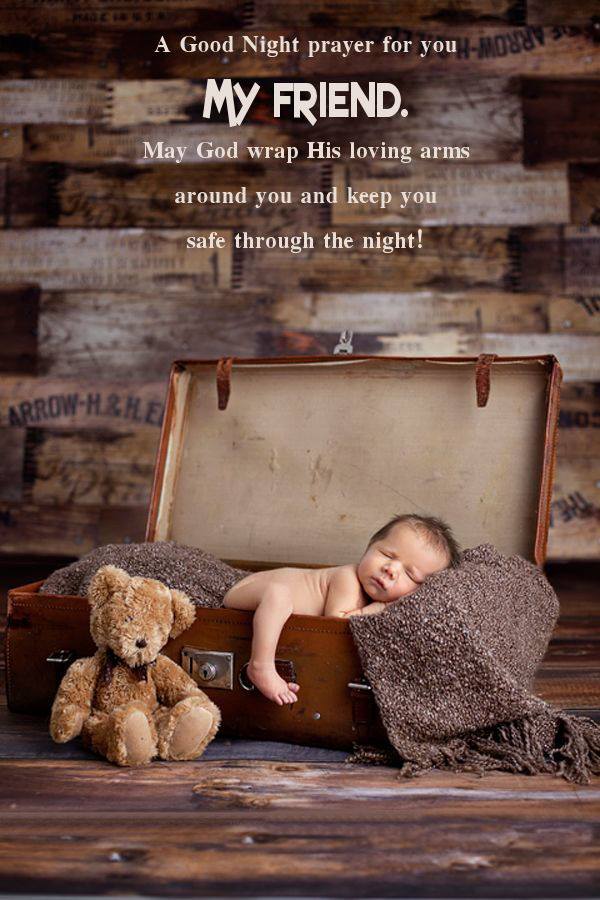 A Good Night prayer for you
MY FRIEND.
May God wrap His loving arms
around you and keep you
safe through the night!
ARROW-H & H.